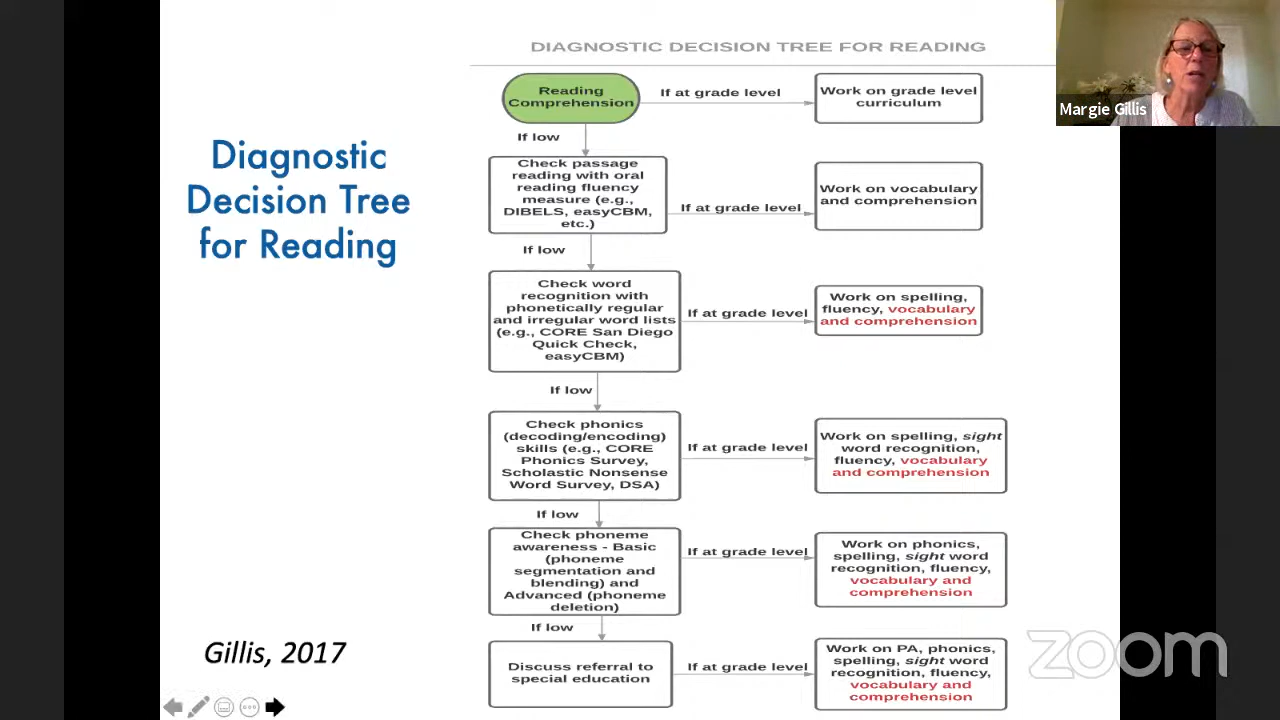 DIAGNOSTIC DECISION TREE FOR READING
Margie Gillis
Diagnostic
Decision Tree
for Reading
Reading
Comprehension
If at grade level
Work on grade level
curriculum
If low
Check passage
reading with oral
reading fluency
measure (e.g.,
DIBELS, easyCBM,
etc.)
If at grade level
Work on vocabulary
and comprehension
If low
Check word
recognition with
phonetically regular
and irregular word lists
(e.g., CORE San Diego
Quick Check,
easyCBM)
If at grade level
Work on spelling,
fluency, vocabulary
and comprehension
If low
Check phonics
(decoding/encoding)
skills (e.g., CORE
Phonics Survey,
Scholastic Nonsense
Word Survey, DSA)
If at grade level
Work on spelling, sight
word recognition,
fluency, vocabulary
and comprehension
If low
Check phoneme
awareness - Basic
(phoneme
segmentation and
blending) and
Advanced (phoneme
deletion)
If at grade level
Work on phonics,
spelling, sight word
recognition, fluency,
vocabulary and
comprehension
If low
Discuss referral to
special education
If at grade level
Work on PA, phonics,
spelling, sight word
recognition, fluency,
vocabulary and
comprehension
Gillis, 2017
zoom